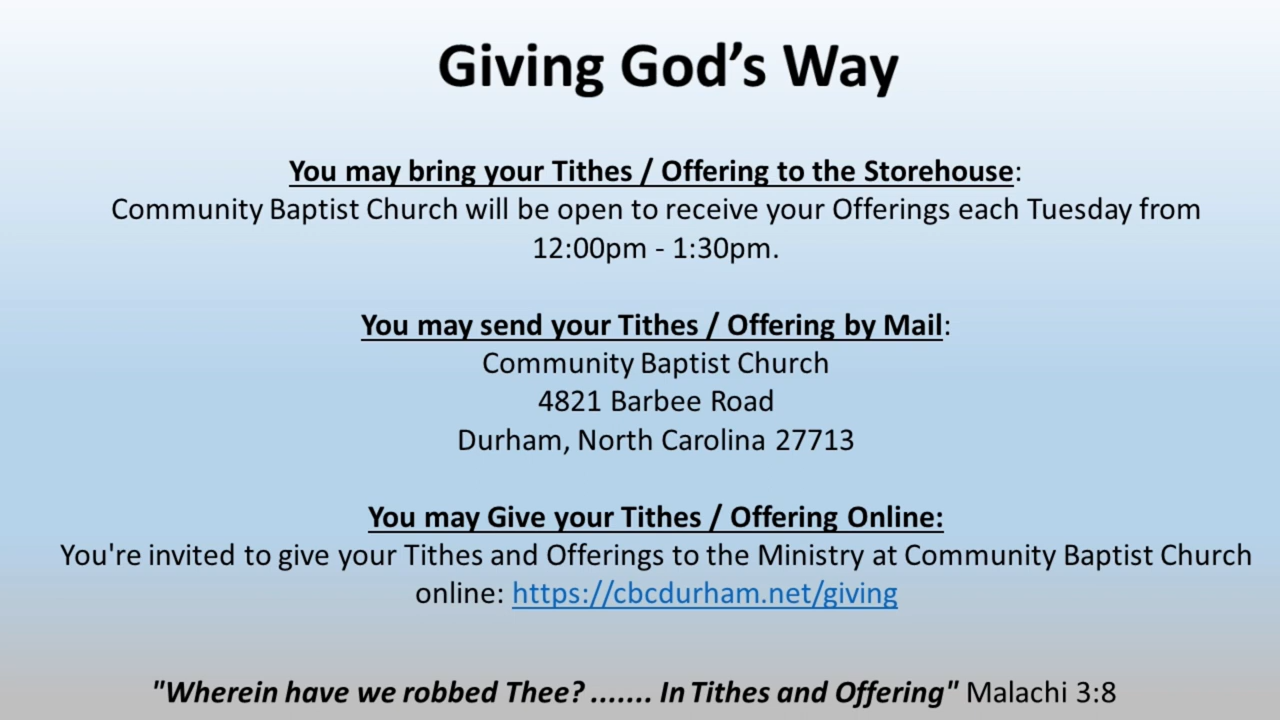 Giving God’s Way
You may bring your Tithes / Offering to the Storehouse:
Community Baptist Church will be open to receive your Offerings each Tuesday from
12:00pm - 1:30pm.
You may send your Tithes / Offering by Mail:
Community Baptist Church
4821 Barbee Road
Durham, North Carolina 27713
You may Give your Tithes / Offering Online:
You're invited to give your Tithes and Offerings to the Ministry at Community Baptist Church
online: https://cbcdurham.net/giving
"Wherein have we robbed Thee? ....... In Tithes and Offering" Malachi 3:8